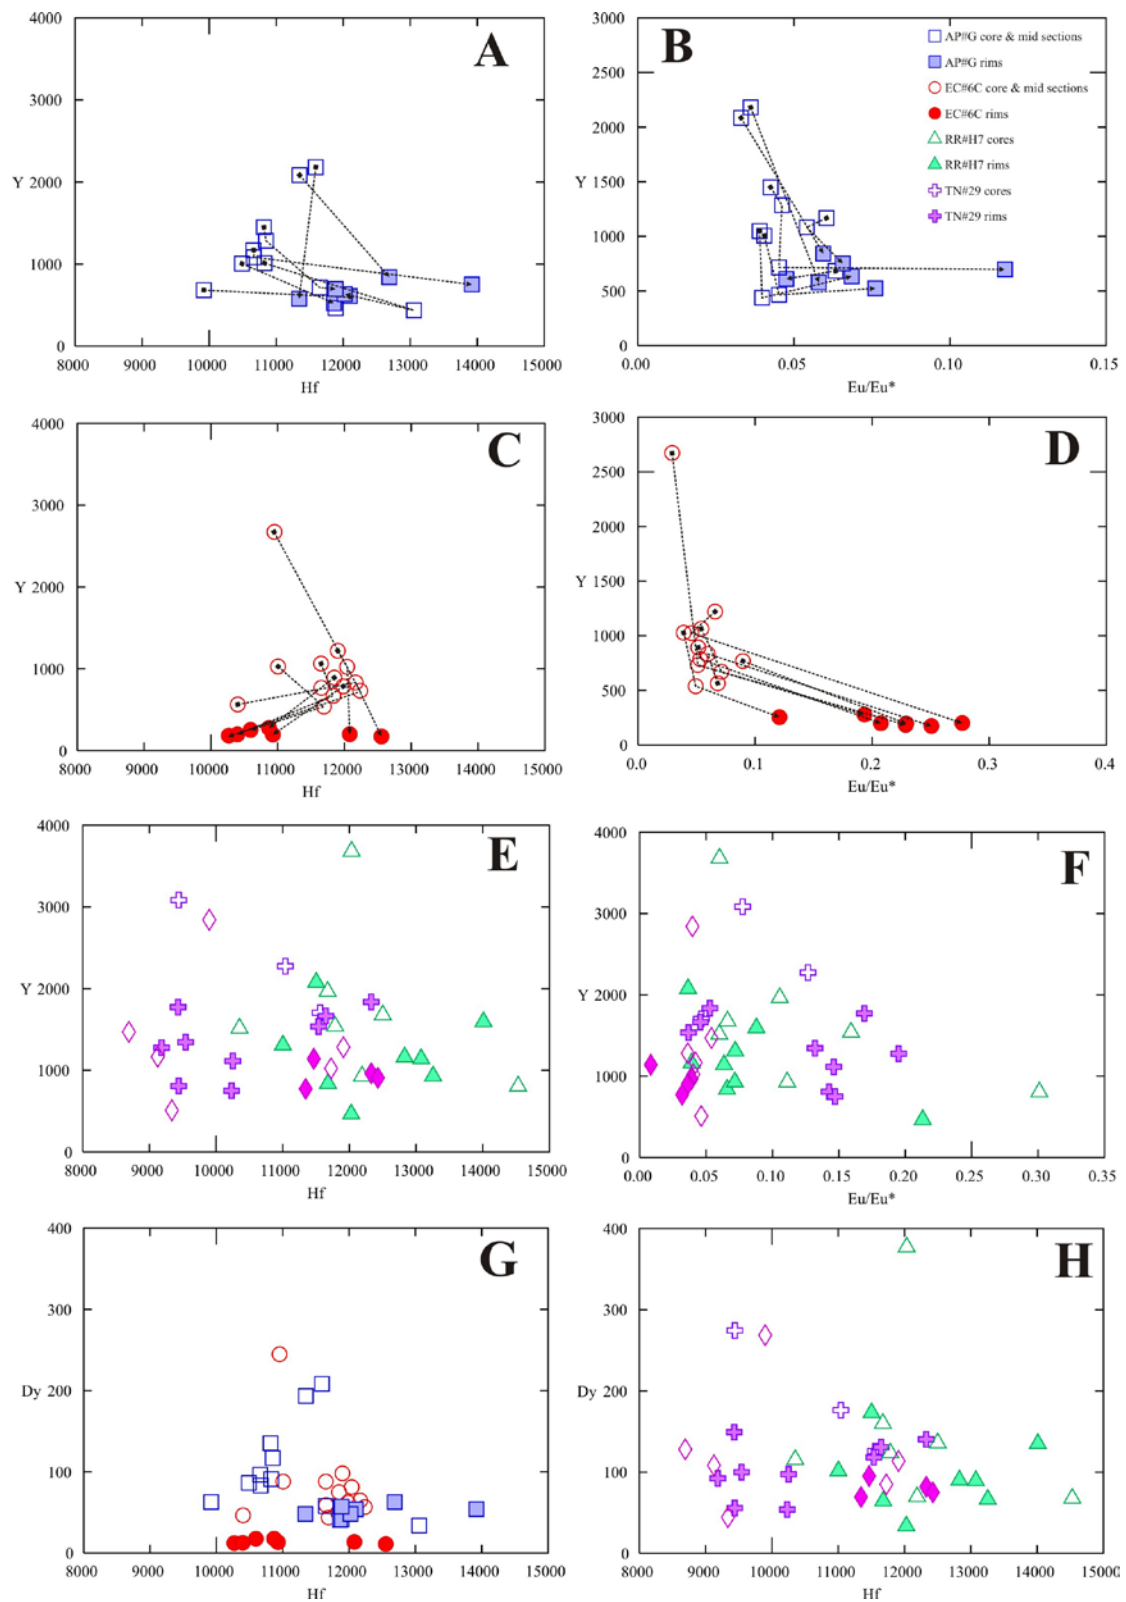 A
4000
3000
Y
2000
1000
0
8000 10000 11000 12000 13000 14000 15000
Hf
B
3000
2500
2000
Y
1500
1000
500
0
0.00 0.05 0.10 0.15
Eu/Eu*
AP#G core & mid sections
AP#G rims
EC#6C core & mid sections
EC#6C rims
RR#H7 cores
RR#H7 rims
TN#29 cores
TN#29 rims
C
4000
3000
Y
2000
1000
0
8000 10000 11000 12000 13000 14000 15000
Hf
D
3000
2500
2000
Y
1500
1000
500
0
0.0 0.1 0.2 0.3 0.4
Eu/Eu*
E
4000
3000
Y
2000
1000
0
8000 9000 10000 11000 12000 13000 14000 15000
Hf
F
4000
3000
Y
2000
1000
0
0.00 0.05 0.10 0.15 0.20 0.25 0.30 0.35
Eu/Eu*
G
400
300
Dy
200
100
0
8000 10000 11000 12000 13000 14000 15000
Hf
H
400
300
Dy
200
100
0
8000 9000 10000 11000 12000 13000 14000 15000
Hf